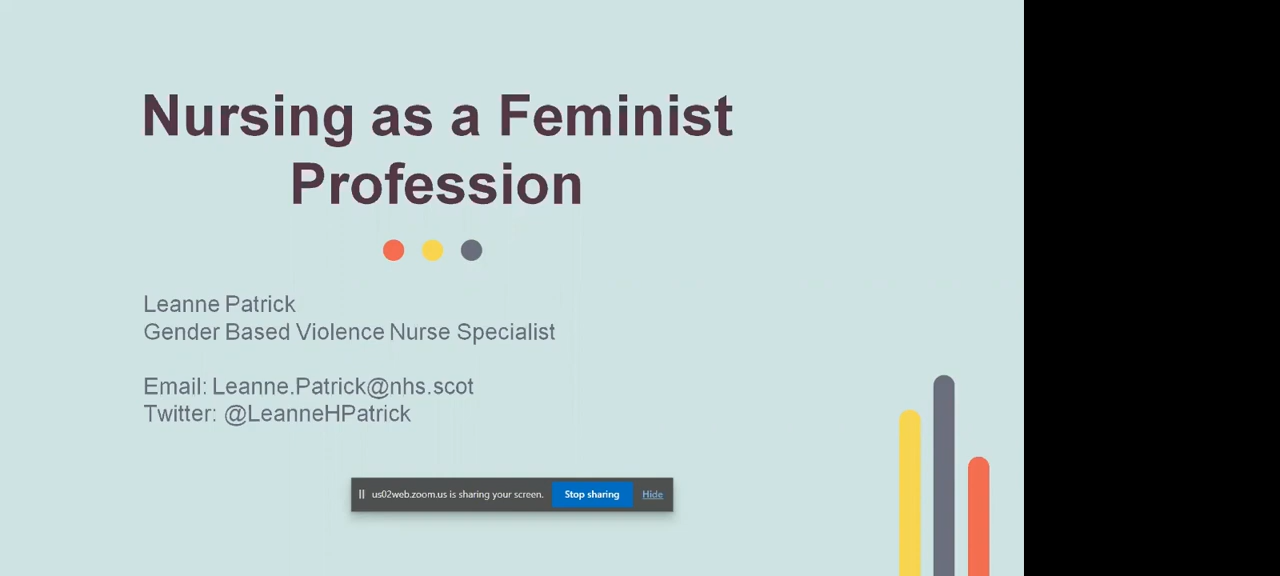 Nursing as a Feminist
Profession
Leanne Patrick
Gender Based Violence Nurse Specialist
Email: Leanne.Patrick@nhs.scot
Twitter: @LeanneHPatrick
us02web.zoom.us is sharing your screen. Stop sharing Hide